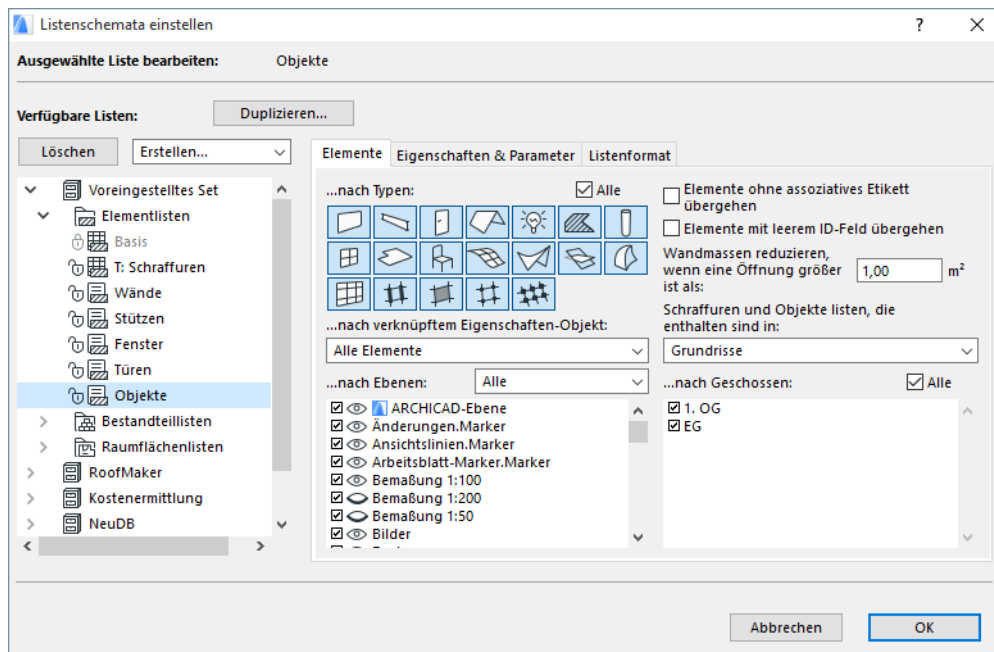 Listenschemata einstellen
?
Ausgewählte Liste bearbeiten: Objekte
Verfügbare Listen: Duplizieren...
Löschen Erstellen...
Voreingestelltes Set
Elementlisten
Basis
T: Schraffuren
Wände
Stützen
Fenster
Türen
Objekte
Bestandteillisten
Raumflächenlisten
RoofMaker
Kostenermittlung
NeuDB
Elemente Eigenschaften & Parameter Listenformat
...nach Typen: Alle
Elemente ohne assoziatives Etikett
übergehen
Elemente mit leerem ID-Feld übergehen
Wandmassen reduzieren,
wenn eine Öffnung größer
ist als:
1,00 m²
...nach verknüpftem Eigenschaften-Objekt:
Alle Elemente
Schraffuren und Objekte listen, die
enthalten sind in:
Grundrisse
...nach Ebenen: Alle
ARCHICAD-Ebene
Änderungen.Marker
Ansichtslinien.Marker
Arbeitsblatt-Marker.Marker
Bemaßung 1:100
Bemaßung 1:200
Bemaßung 1:50
Bilder
...nach Geschossen: Alle
1. OG
EG
Abbrechen OK